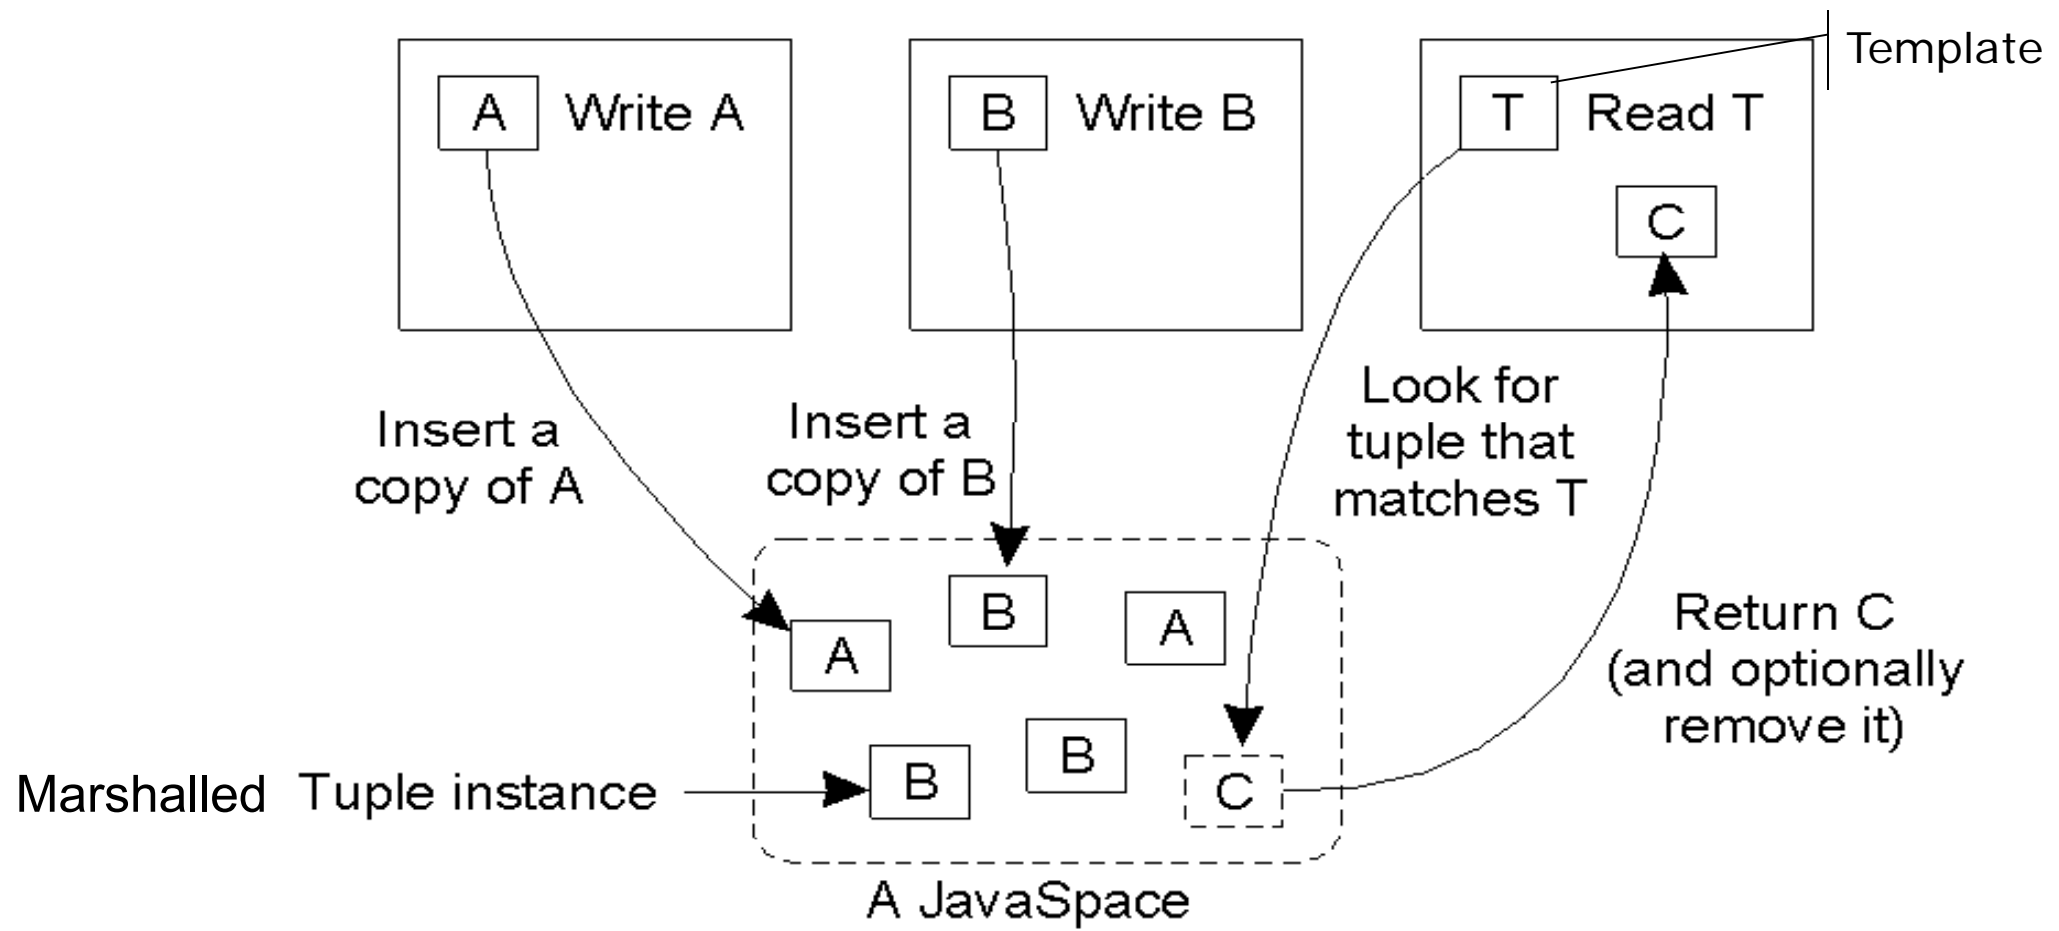 Template
A Write A
B Write B
T Read T
C
Insert a
copy of A
Insert a
copy of B
Look for
tuple that
matches T
Return C
(and optionally
remove it)
B
A
A
B
B
C
Marshalled Tuple instance
A JavaSpace